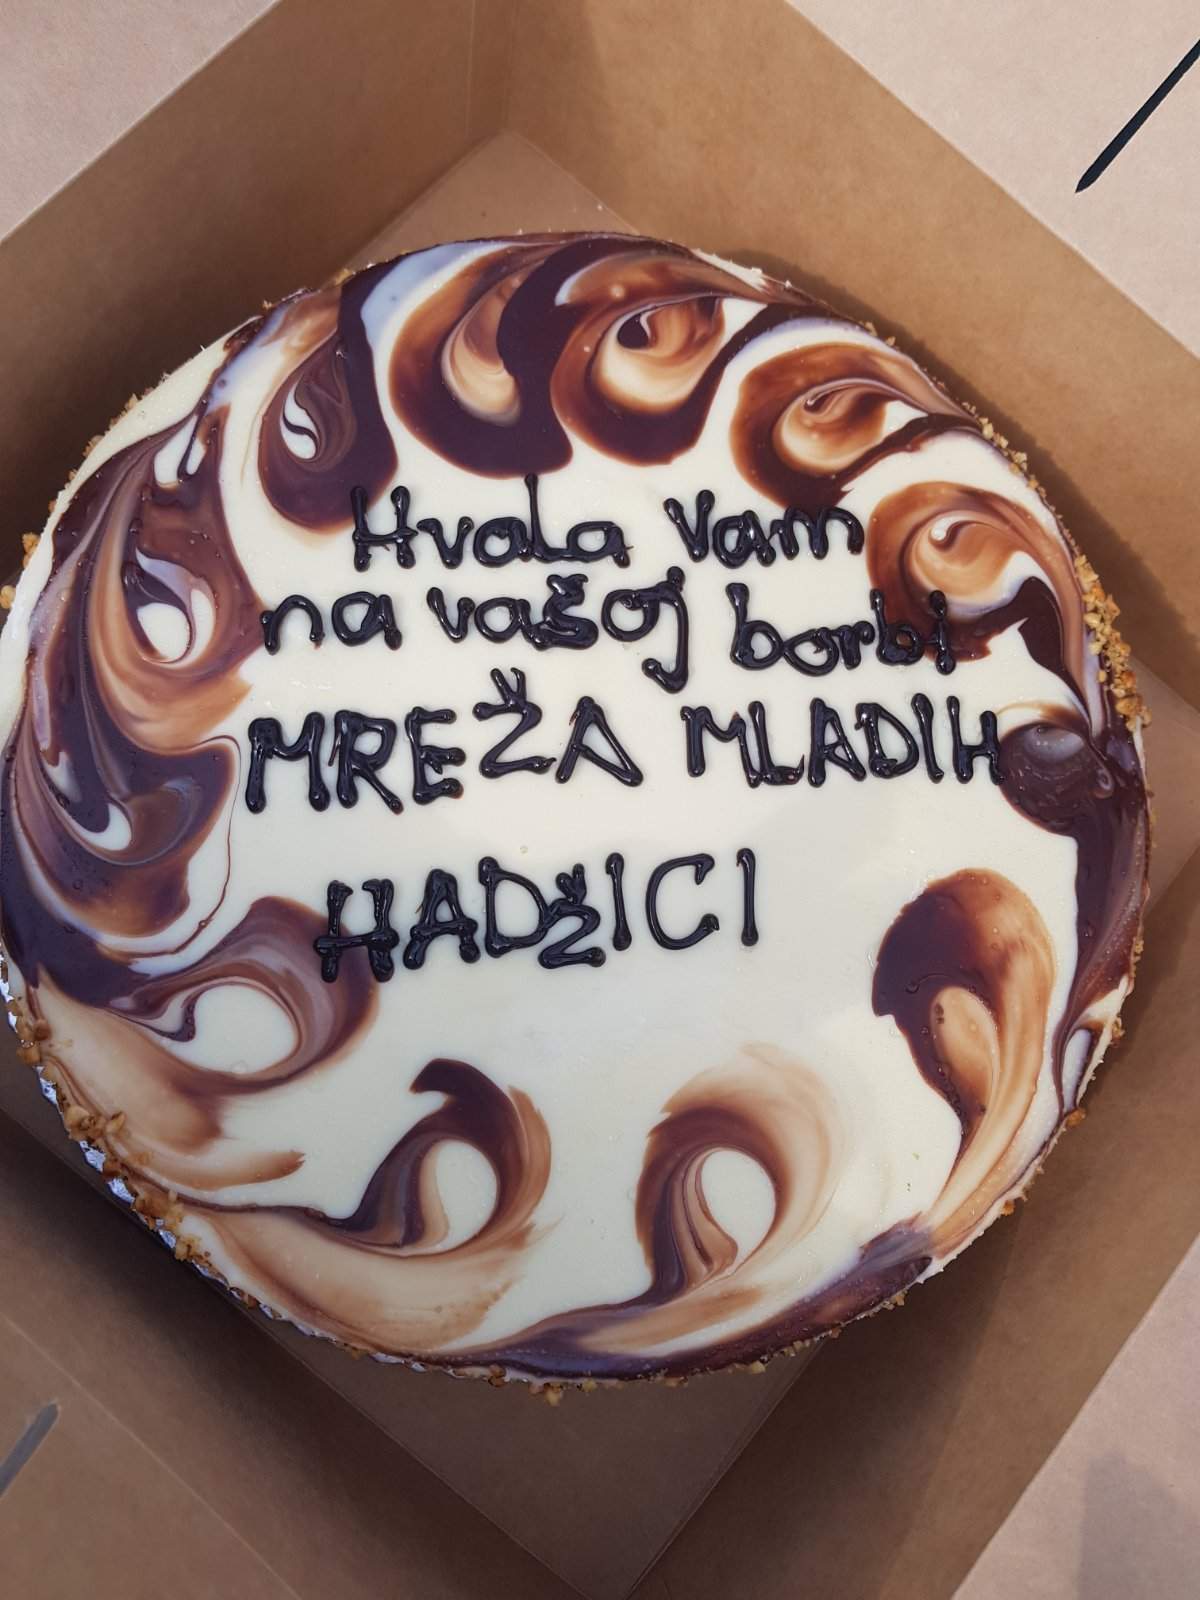 Hvala vam
na vašoj borbi
MREŽA MLADIH
HADŽICI